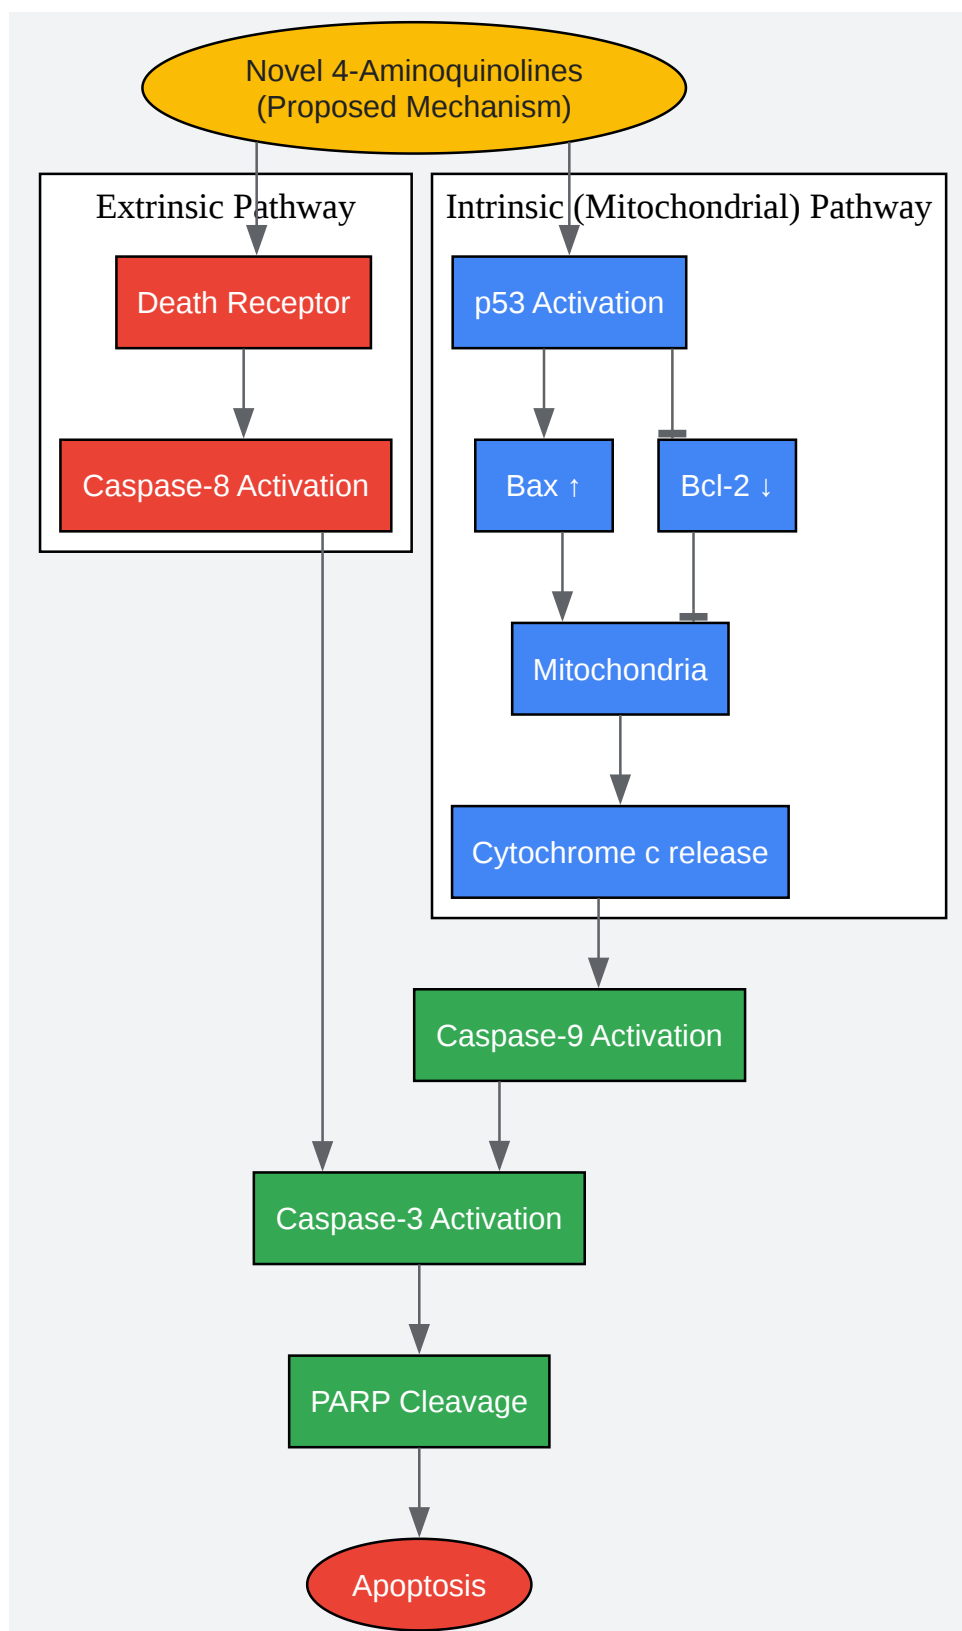 Novel 4-Aminoquinolines
(Proposed Mechanism)
Extrinsic Pathway
Death Receptor
Caspase-8 Activation
Intrinsic (Mitochondrial) Pathway
p53 Activation
Bax ↑
Bcl-2 ↓
Mitochondria
Cytochrome c release
Caspase-9 Activation
Caspase-3 Activation
PARP Cleavage
Apoptosis